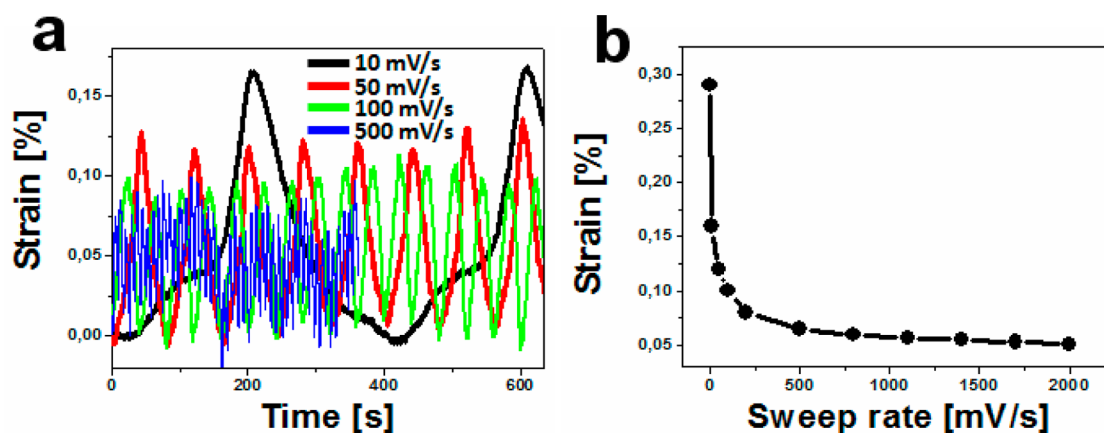 a
Strain [%]
0,15
0,10
0,05
0,00
10 mV/s
50 mV/s
100 mV/s
500 mV/s
0
200
400
600
Time [s]
b
Strain [%]
0,30
0,25
0,20
0,15
0,10
0,05
0
500
1000
1500
2000
Sweep rate [mV/s]